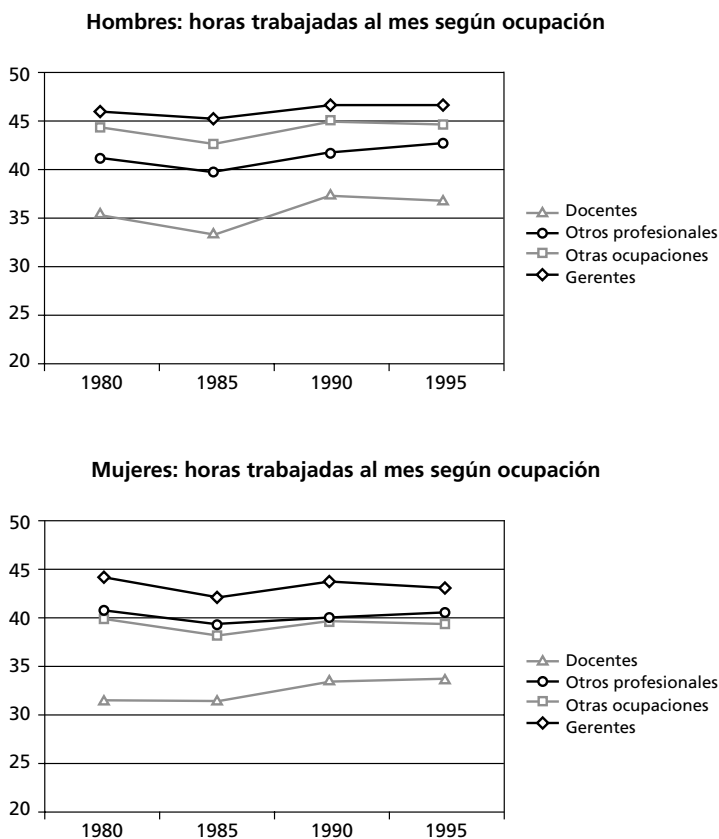 Hombres: horas trabajadas al mes según ocupación
50
45
40
35
30
25
20
1980 1985 1990 1995
Docentes
Otros profesionales
Otras ocupaciones
Gerentes
Mujeres: horas trabajadas al mes según ocupación
50
45
40
35
30
25
20
1980 1985 1990 1995
Docentes
Otros profesionales
Otras ocupaciones
Gerentes